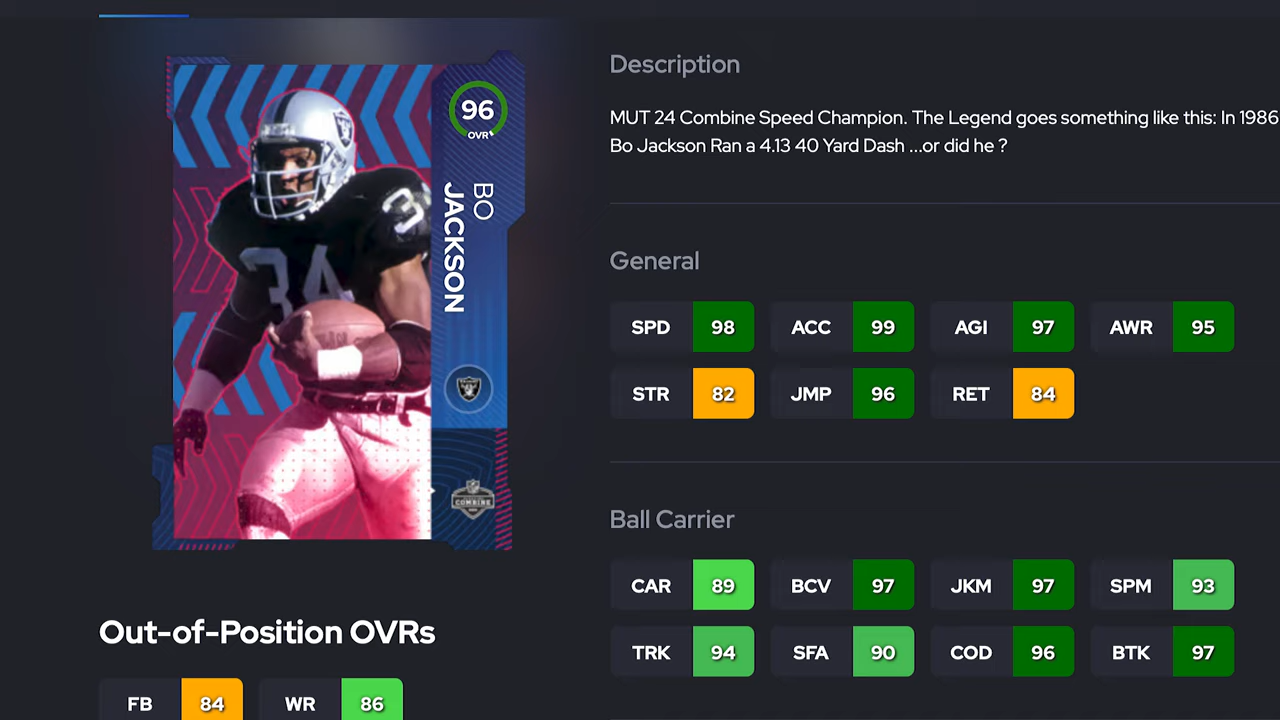 96
OVR
BO
JACKSON
34
3
COMBINE
Out-of-Position OVRs
FB 84 WR 86
Description
MUT 24 Combine Speed Champion. The Legend goes something like this: In 1986
Bo Jackson Ran a 4.13 40 Yard Dash ...or did he ?
General
SPD 98 ACC 99 AGI 97 AWR 95
STR 82 JMP 96 RET 84
Ball Carrier
CAR 89 BCV 97 JKM 97 SPM 93
TRK 94 SFA 90 COD 96 BTK 97